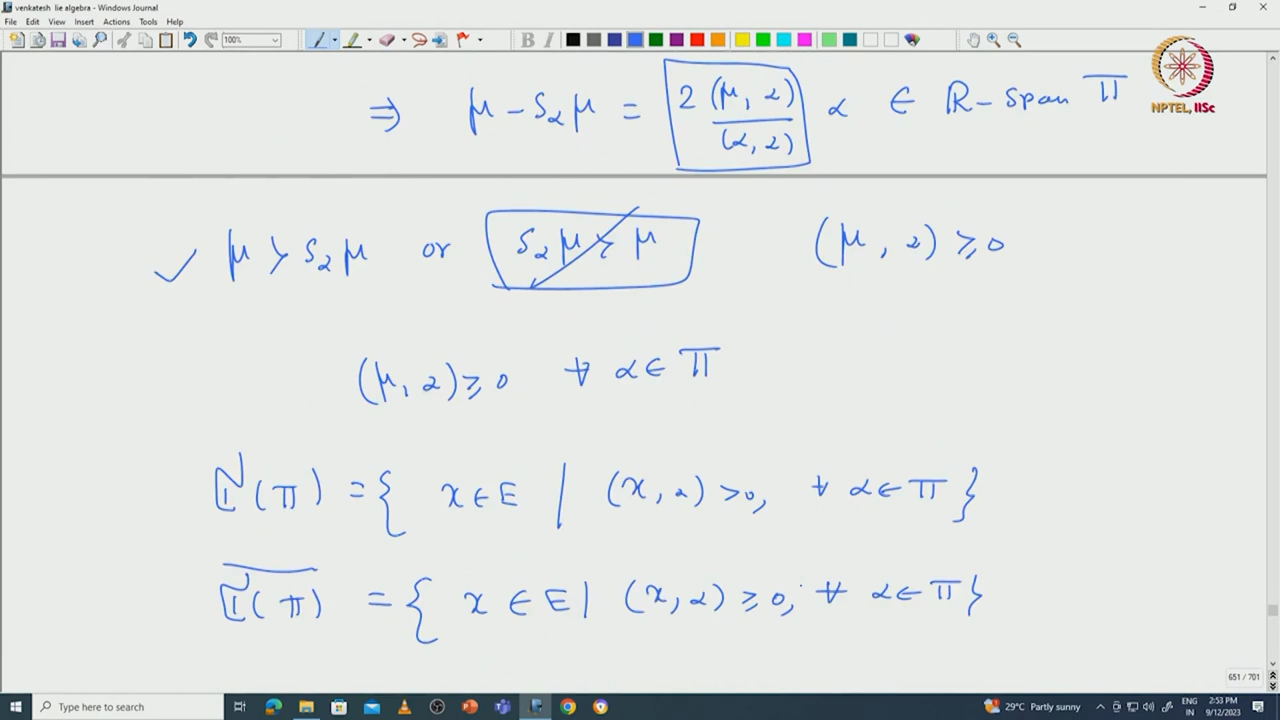 venkatesh lie algebra - Windows Journal
File Edit View Insert Actions Tools Help
100%
B I
NPTEL, IISc
⇒ μ - S_α μ = 2 (μ, α) / (α, α) α ∈ ℝ-span Π
✓ μ ≻ S_α μ or S_α μ ≻ μ (μ, α) ≥ 0
(μ, α) ≥ 0 ∀ α ∈ Π
(Π) = { x ∈ E | (x, α) > 0, ∀ α ∈ Π }
(Π) = { x ∈ E | (x, α) ≥ 0, ∀ α ∈ Π }
651 / 701
Type here to search
29°C Partly sunny
ENG
IN
2:53 PM
9/12/2023